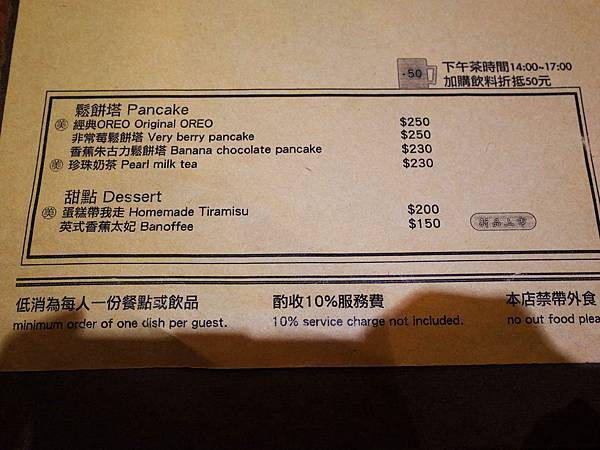 -50 下午茶時間14:00~17:00
加購飲料折抵50元
鬆餅塔 Pancake
經典OREO Original OREO $250
非常莓鬆餅塔 Very berry pancake $250
香蕉朱古力鬆餅塔 Banana chocolate pancake $230
珍珠奶茶 Pearl milk tea $230
甜點 Dessert
蛋糕帶我走 Homemade Tiramisu $200
英式香蕉太妃 Banoffee $150 新品上市
低消為每人一份餐點或飲品 酌收10%服務費 本店禁帶外食
minimum order of one dish per guest. 10% service charge not included. no out food plea